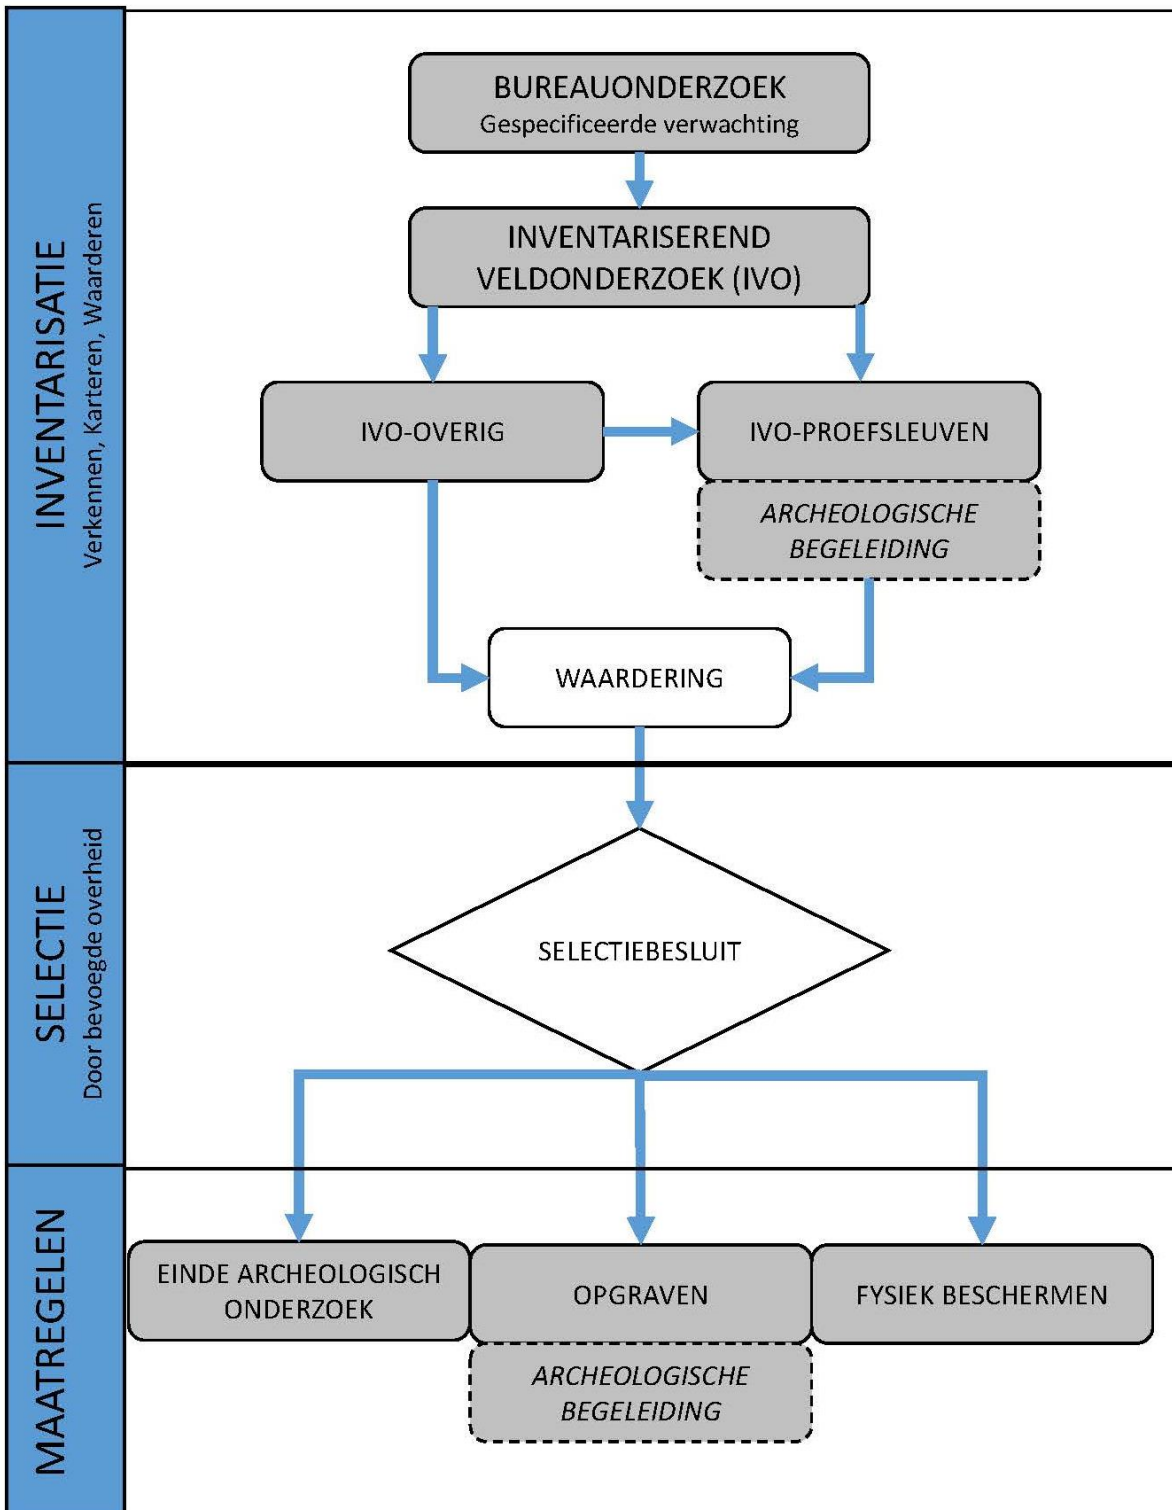 INVENTARISATIE
Verkennen, Karteren, Waarderen
BUREAUONDERZOEK
Gespecificeerde verwachting
INVENTARISEREND
VELDONDERZOEK (IVO)
IVO-OVERIG
IVO-PROEFSLEUVEN
ARCHEOLOGISCHE
BEGELEIDING
WAARDERING
SELECTIE
Door bevoegde overheid
SELECTIEBESLUIT
MAATREGELEN
EINDE ARCHEOLOGISCH
ONDERZOEK
OPGRAVEN
ARCHEOLOGISCHE
BEGELEIDING
FYSIEK BESCHERMEN